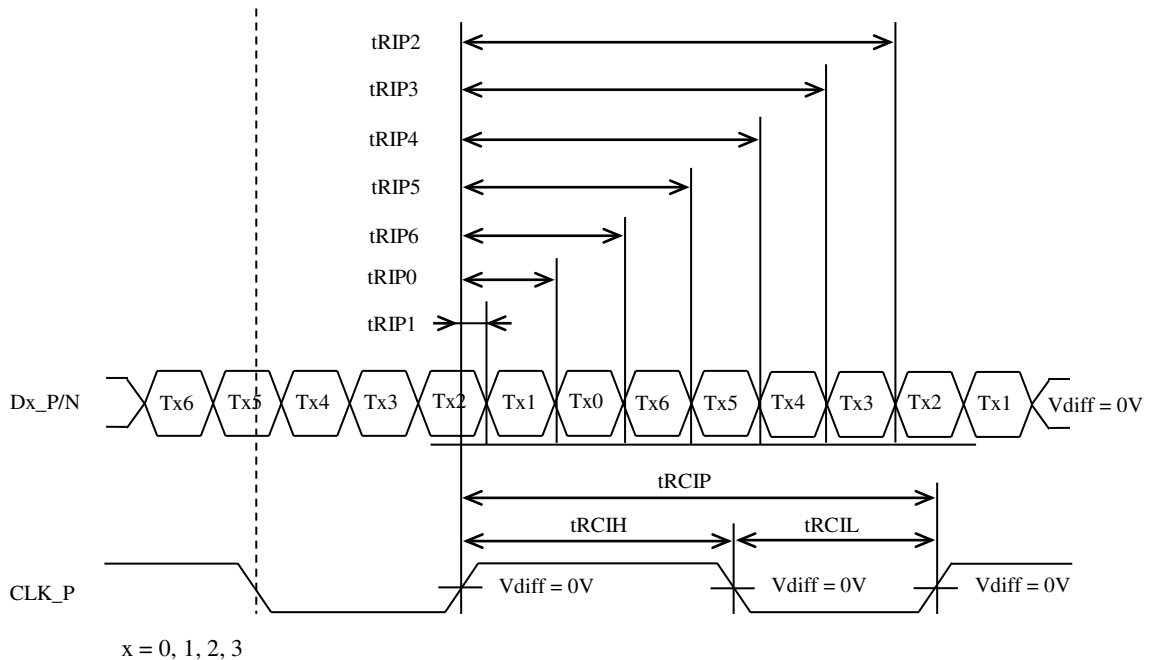 tRIP2
tRIP3
tRIP4
tRIP5
tRIP6
tRIP0
tRIP1
Dx_P/N Tx6 Tx5 Tx4 Tx3 Tx2 Tx1 Tx0 Tx6 Tx5 Tx4 Tx3 Tx2 Tx1 Vdiff = 0V
tRCIP
tRCIH tRCIL
CLK_P Vdiff = 0V Vdiff = 0V Vdiff = 0V
x = 0, 1, 2, 3